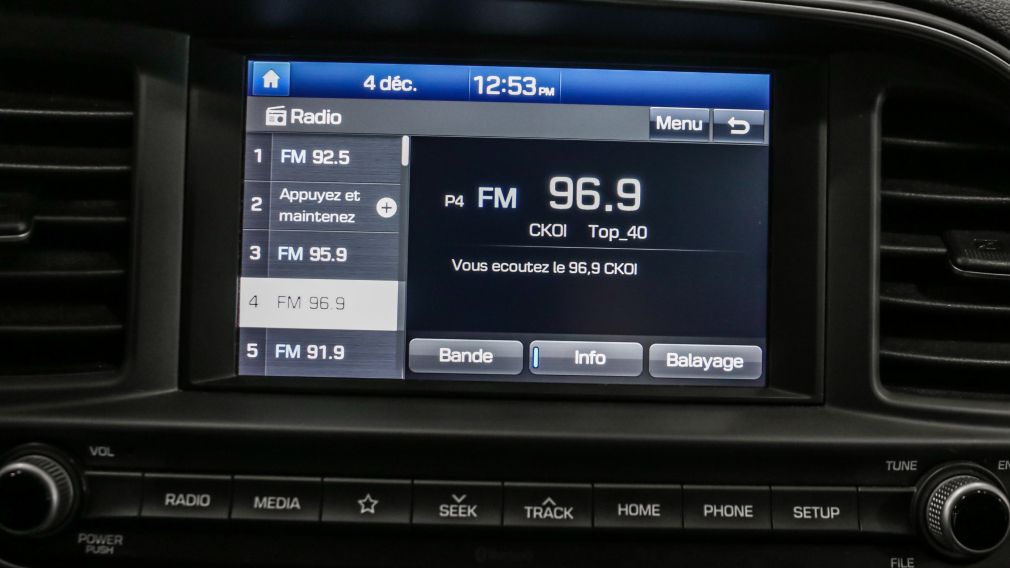 4 déc. 12:53 PM
Radio Menu
1 FM 92.5
2 Appuyez et
maintenez
3 FM 95.9
4 FM 96.9
5 FM 91.9
P4 FM 96.9
CKOI Top_40
Vous ecoutez le 96,9 CKOI
Bande Info Balayage
VOL
POWER
PUSH
RADIO MEDIA SEEK TRACK HOME PHONE SETUP
TUNE
FILE